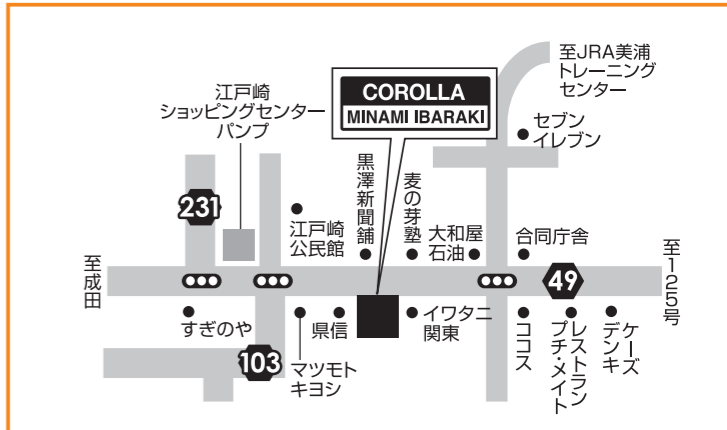 至JRA美浦
トレーニング
センター
江戸崎
ショッピングセンター
パンプ
COROLLA
MINAMI IBARAKI
セブン
イレブン
231
江戸崎
公民館
黒澤新聞舗
麦の芽塾
大和屋
石油
合同庁舎
至成田
49
至125号
すぎのや
103
マツモト
キヨシ
県信
イワタニ
関東
ココス
レストラン
プチ・メイト
ケーズ
デンキ